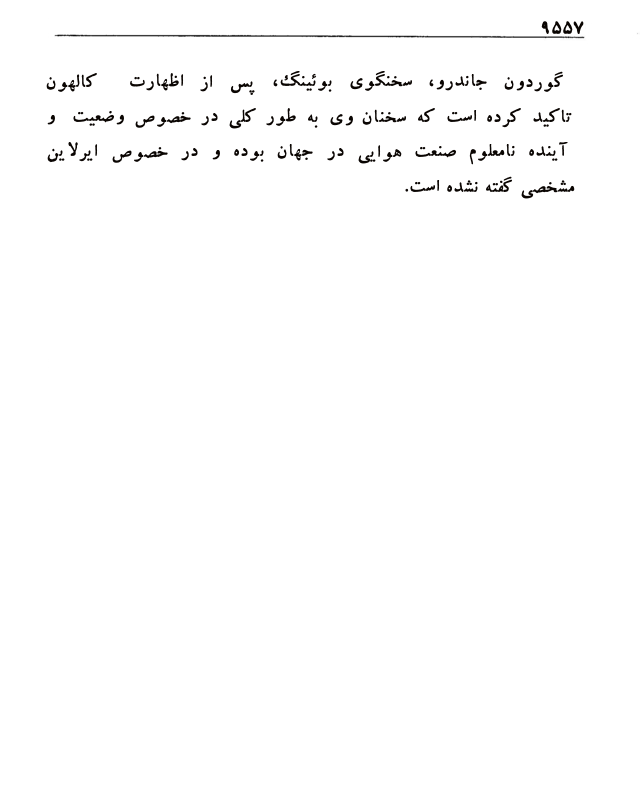 ۹۵۵۷
گوردون جاندرو، سخنگوی بوئینگ، پس از اظهارت کالهون
تاکید کرده است که سخنان وی به طور کلی در خصوص وضعیت و
آینده نامعلوم صنعت هوایی در جهان بوده و در خصوص ایرلاین
مشخصی گفته نشده است.